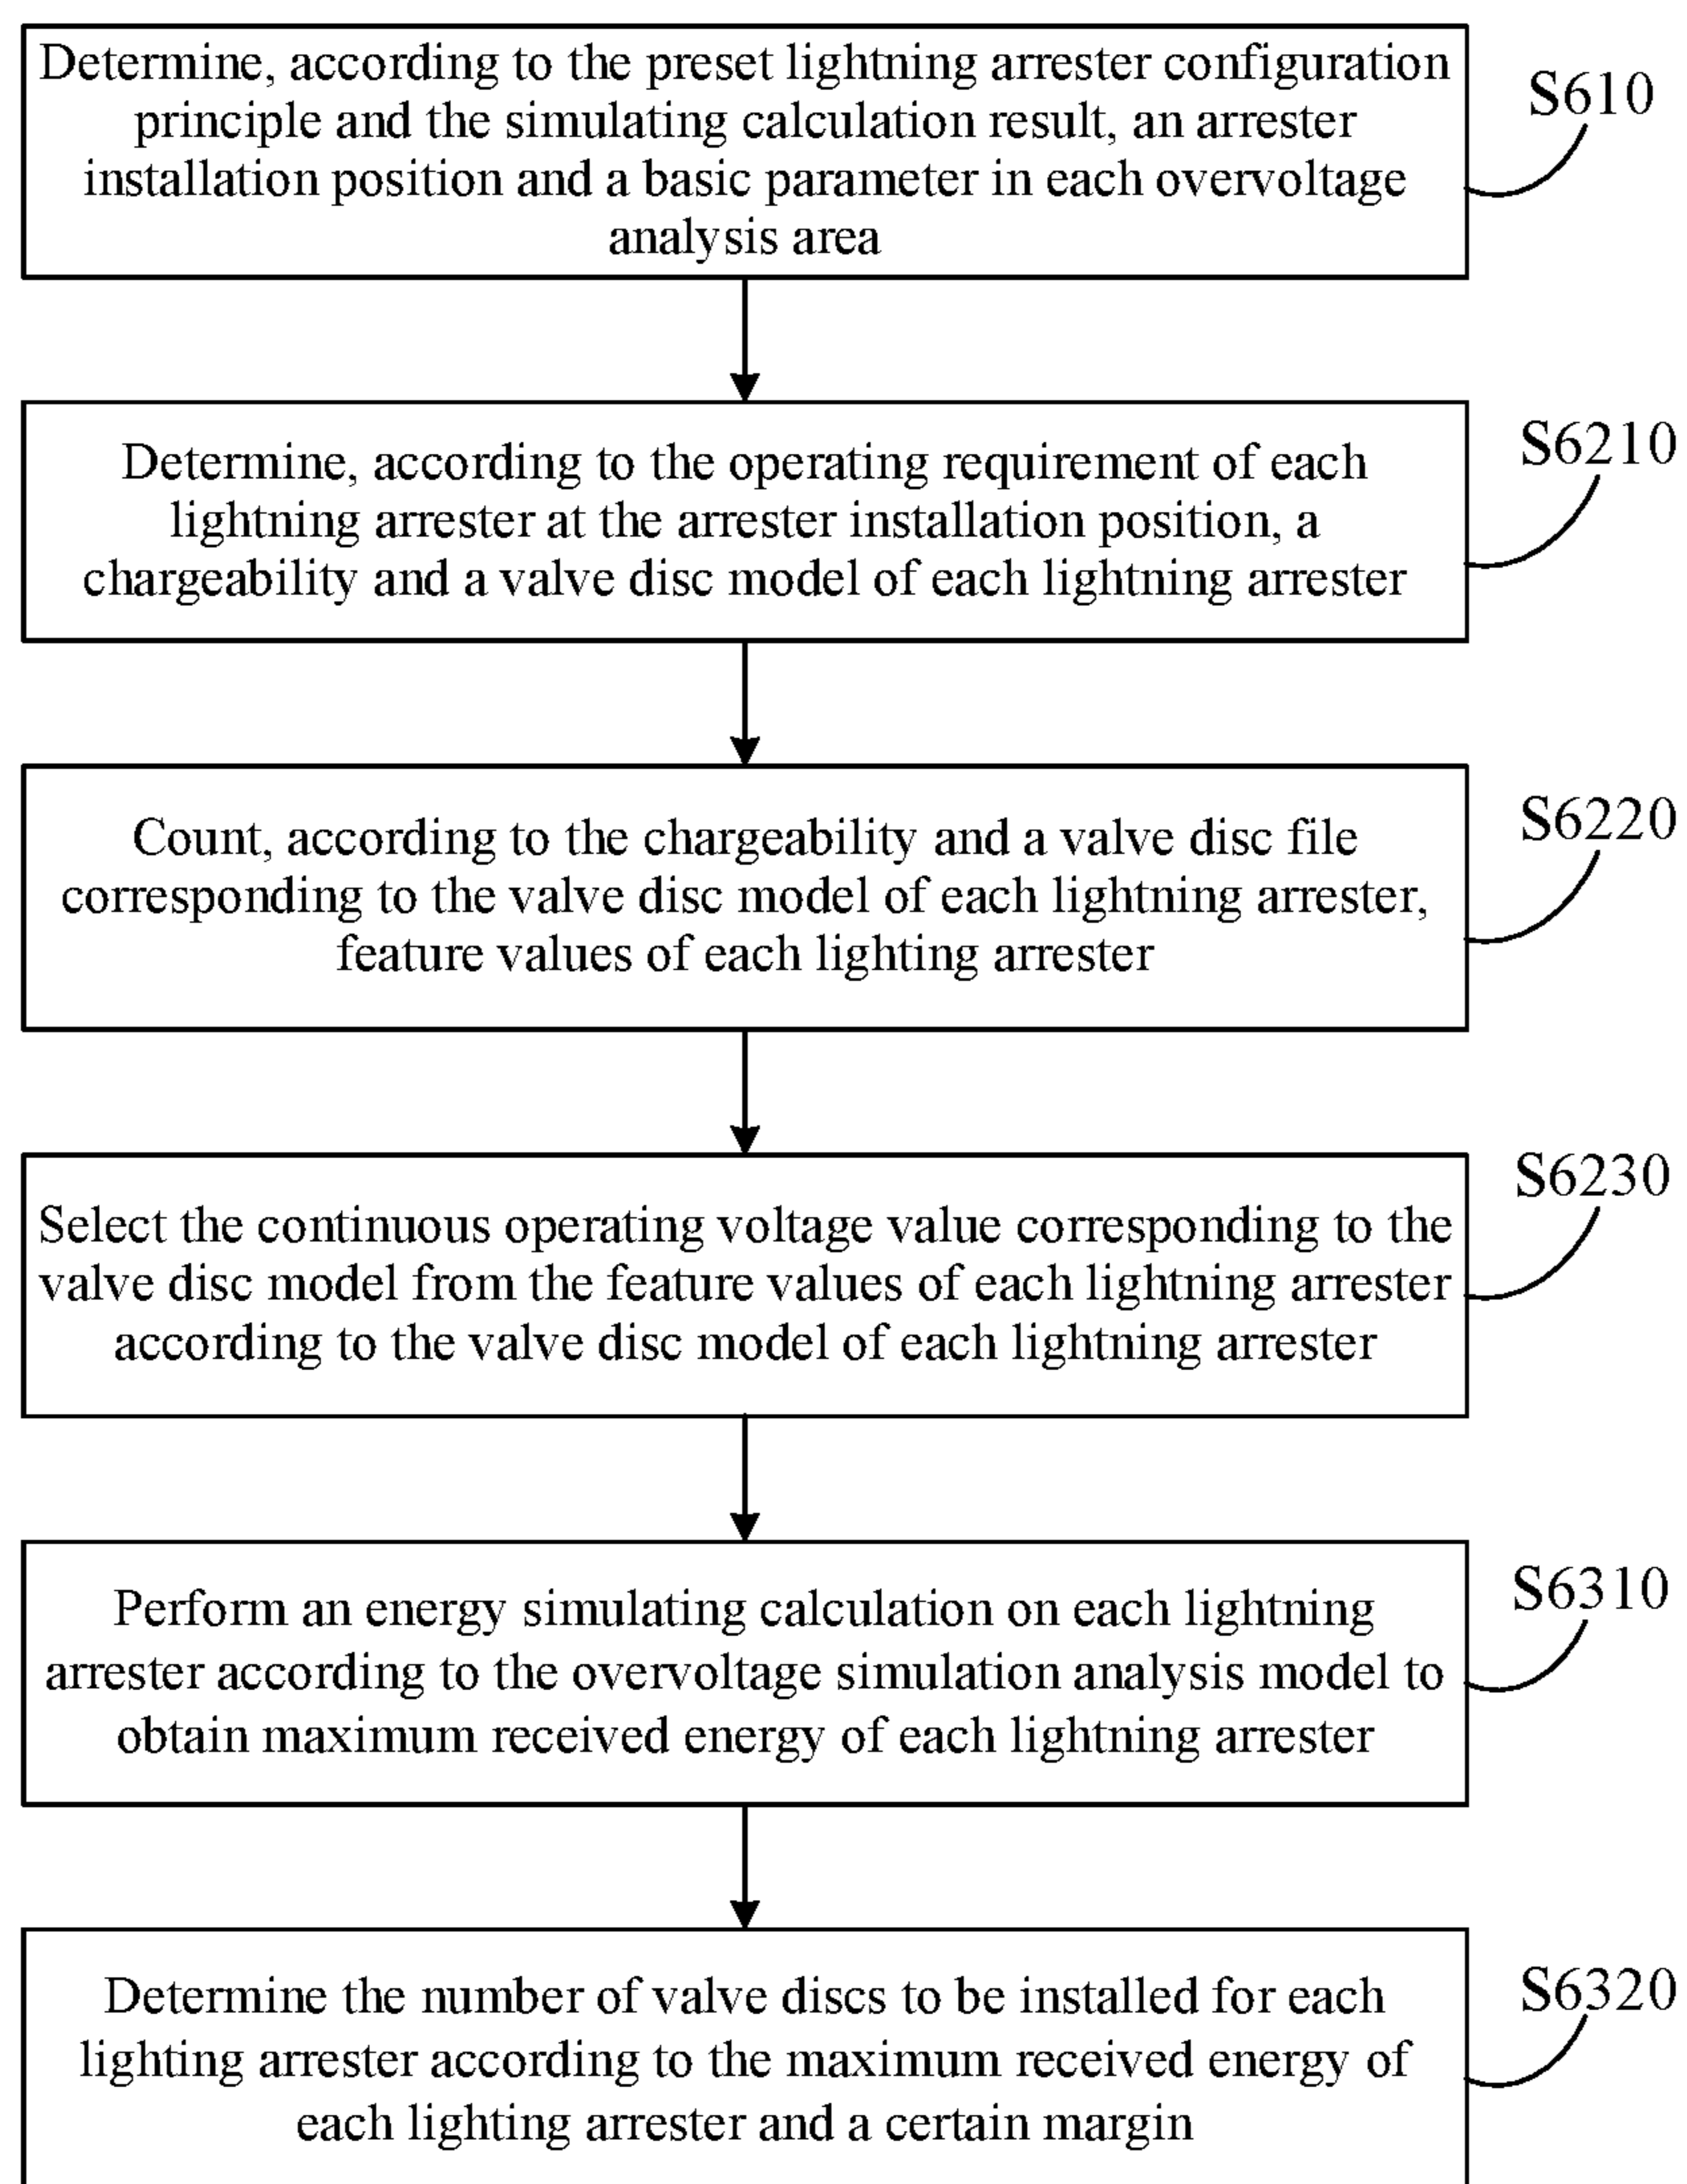 Determine, according to the preset lightning arrester configuration
principle and the simulating calculation result, an arrester
installation position and a basic parameter in each overvoltage
analysis area
S610
Determine, according to the operating requirement of each
lightning arrester at the arrester installation position, a
chargeability and a valve disc model of each lightning arrester
S6210
Count, according to the chargeability and a valve disc file
corresponding to the valve disc model of each lightning arrester,
feature values of each lighting arrester
S6220
Select the continuous operating voltage value corresponding to the
valve disc model from the feature values of each lightning arrester
according to the valve disc model of each lightning arrester
S6230
Perform an energy simulating calculation on each lightning
arrester according to the overvoltage simulation analysis model to
obtain maximum received energy of each lightning arrester
S6310
Determine the number of valve discs to be installed for each
lighting arrester according to the maximum received energy of
each lighting arrester and a certain margin
S6320